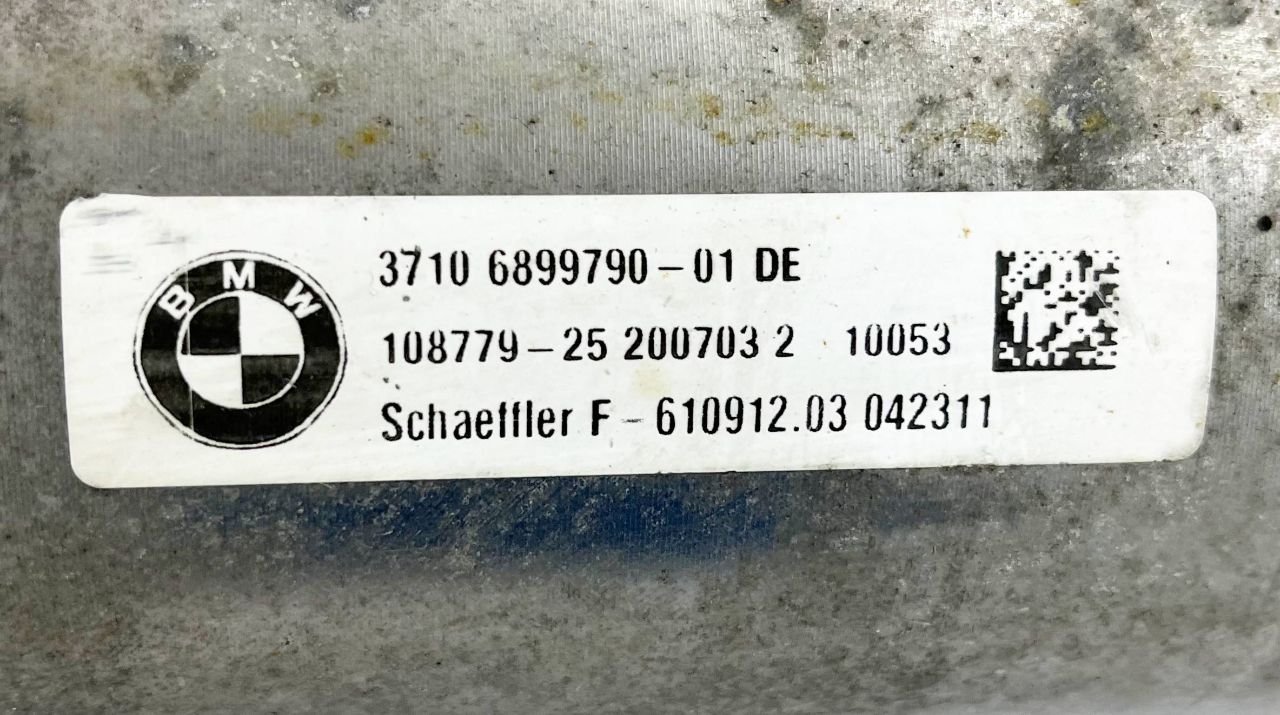 BMW
3710 6899790-01 DE
108779-25 200703 2 10053
Schaeffler F-610912.03 042311